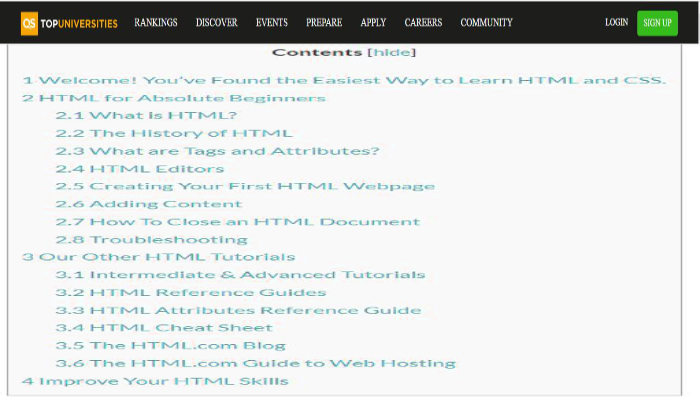 QS TOPUNIVERSITIES RANKINGS DISCOVER EVENTS PREPARE APPLY CAREERS COMMUNITY LOGIN SIGN UP
Contents [hide]
1 Welcome! You've Found the Easiest Way to Learn HTML and CSS.
2 HTML for Absolute Beginners
2.1 What is HTML?
2.2 The History of HTML
2.3 What are Tags and Attributes?
2.4 HTML Editors
2.5 Creating Your First HTML Webpage
2.6 Adding Content
2.7 How To Close an HTML Document
2.8 Troubleshooting
3 Our Other HTML Tutorials
3.1 Intermediate & Advanced Tutorials
3.2 HTML Reference Guides
3.3 HTML Attributes Reference Guide
3.4 HTML Cheat Sheet
3.5 The HTML.com Blog
3.6 The HTML.com Guide to Web Hosting
4 Improve Your HTML Skills